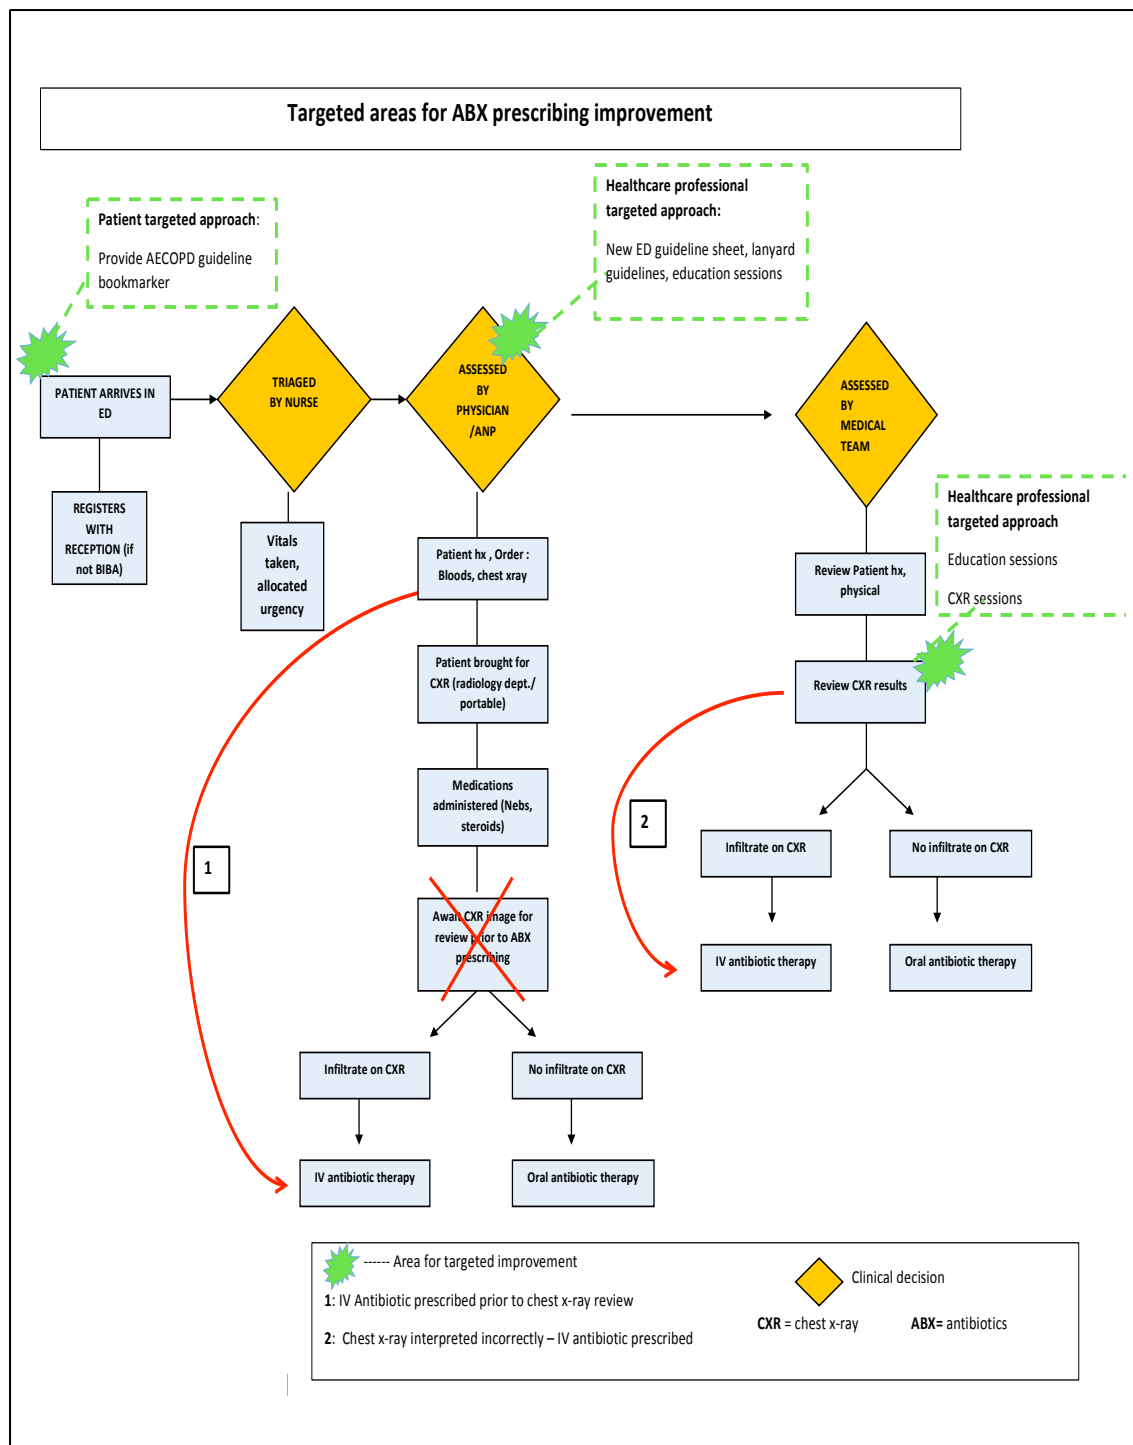 Targeted areas for ABX prescribing improvement
Patient targeted approach:
Provide AECOPD guideline
bookmarker
Healthcare professional
targeted approach:
New ED guideline sheet, lanyard
guidelines, education sessions
PATIENT ARRIVES IN
ED
TRIAGED
BY NURSE
ASSESSED
BY
PHYSICIAN
/ANP
ASSESSED
BY
MEDICAL
TEAM
REGISTERS
WITH
RECEPTION (if
not BIBA)
Vitals
taken,
allocated
urgency
Patient hx , Order :
Bloods, chest xray
Patient brought for
CXR (radiology dept./
portable)
Medications
administered (Nebs,
steroids)
Await CXR image for
review prior to ABX
prescribing
Infiltrate on CXR
No infiltrate on CXR
IV antibiotic therapy
Oral antibiotic therapy
1
Healthcare professional
targeted approach
Education sessions
CXR sessions
Review Patient hx,
physical
Review CXR results
2
Infiltrate on CXR
No infiltrate on CXR
IV antibiotic therapy
Oral antibiotic therapy
------ Area for targeted improvement
1: IV Antibiotic prescribed prior to chest x-ray review
2: Chest x-ray interpreted incorrectly – IV antibiotic prescribed
Clinical decision
CXR = chest x-ray
ABX= antibiotics